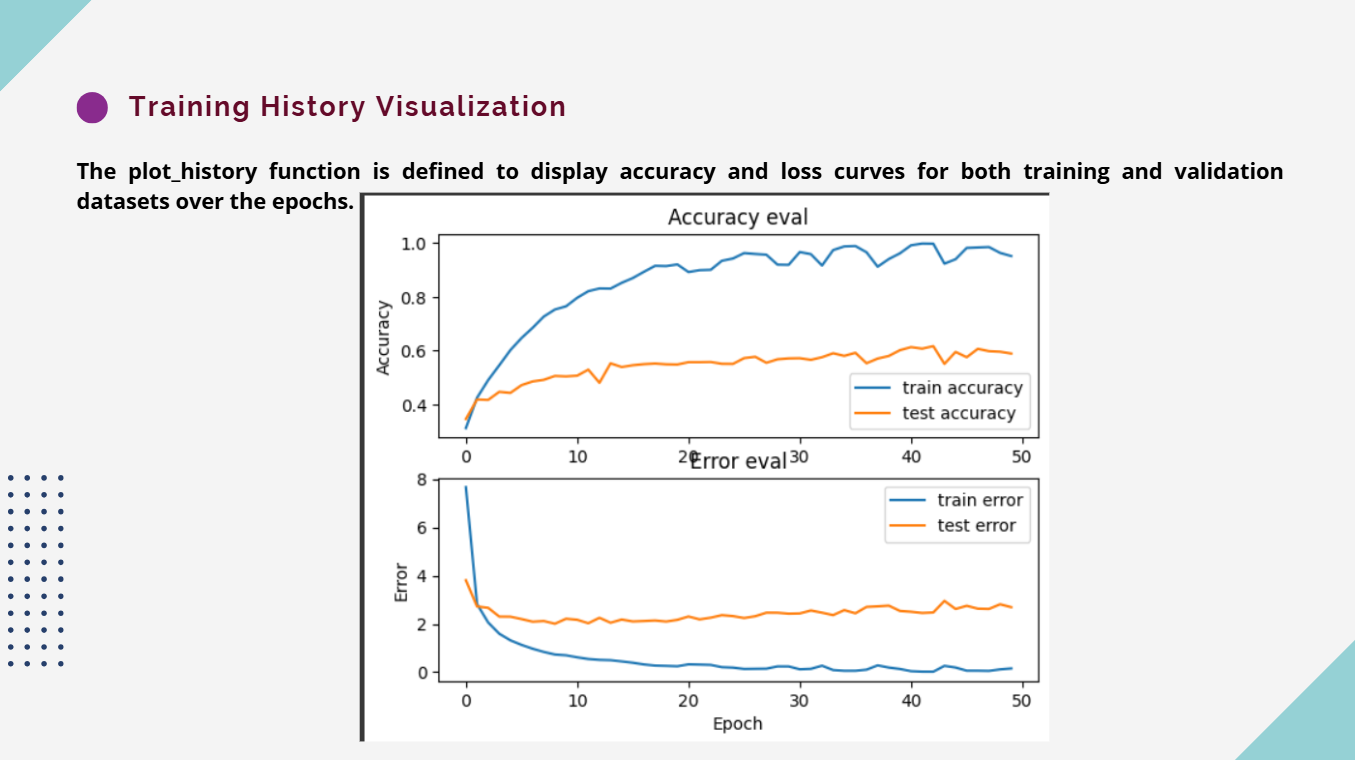 Training History Visualization
The plot_history function is defined to display accuracy and loss curves for both training and validation
datasets over the epochs.
Accuracy eval
1.0
0.8
0.6
0.4
Accuracy
train accuracy
test accuracy
0 10 20 30 40 50
Error eval
8
6
4
2
0
Error
train error
test error
0 10 20 30 40 50
Epoch